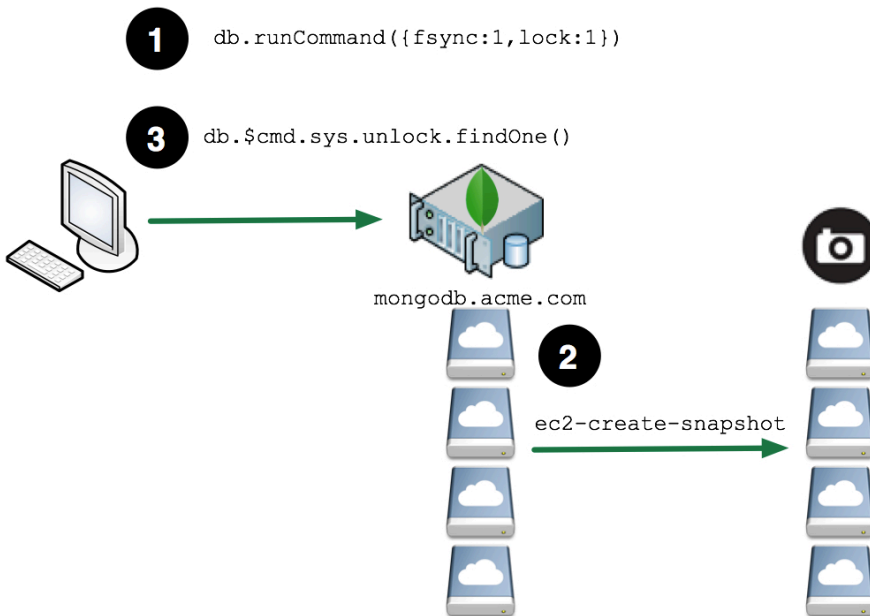 1 db.runCommand({fsync:1,lock:1})
3 db.$cmd.sys.unlock.findOne()
mongodb.acme.com
2
ec2-create-snapshot